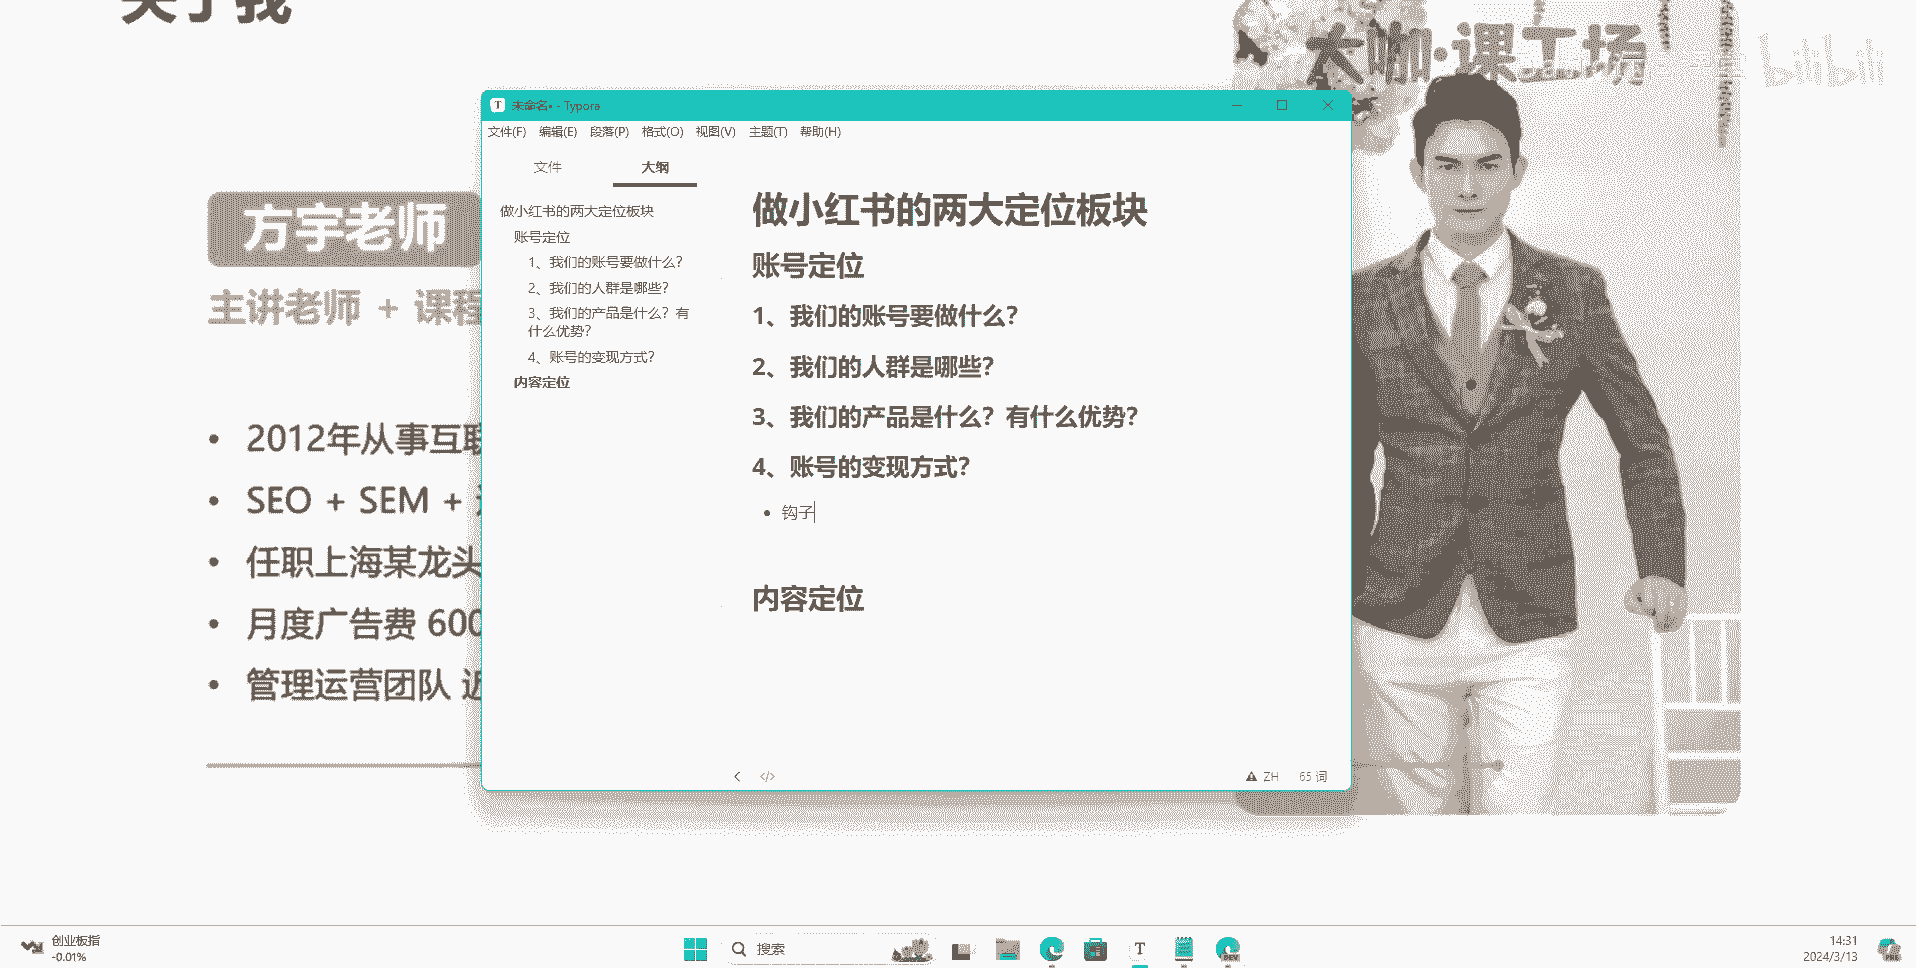 关于我
大咖·课工场
bilibili
未命名• - Typora
文件(F) 编辑(E) 段落(P) 格式(O) 视图(V) 主题(T) 帮助(H)
文件 大纲
做小红书的两大定位板块
账号定位
1、我们的账号要做什么？
2、我们的人群是哪些？
3、我们的产品是什么？有
什么优势？
4、账号的变现方式？
内容定位
做小红书的两大定位板块
账号定位
1、我们的账号要做什么？
2、我们的人群是哪些？
3、我们的产品是什么？有什么优势？
4、账号的变现方式？
• 钩子
内容定位
</> ZH 65 词
方宇老师
主讲老师 + 课程
• 2012年从事互联
• SEO + SEM +
• 任职上海某龙头
• 月度广告费 600
• 管理运营团队 近
创业板指
-0.01%
搜索
T
DEV
14:31
2024/3/13
PRE